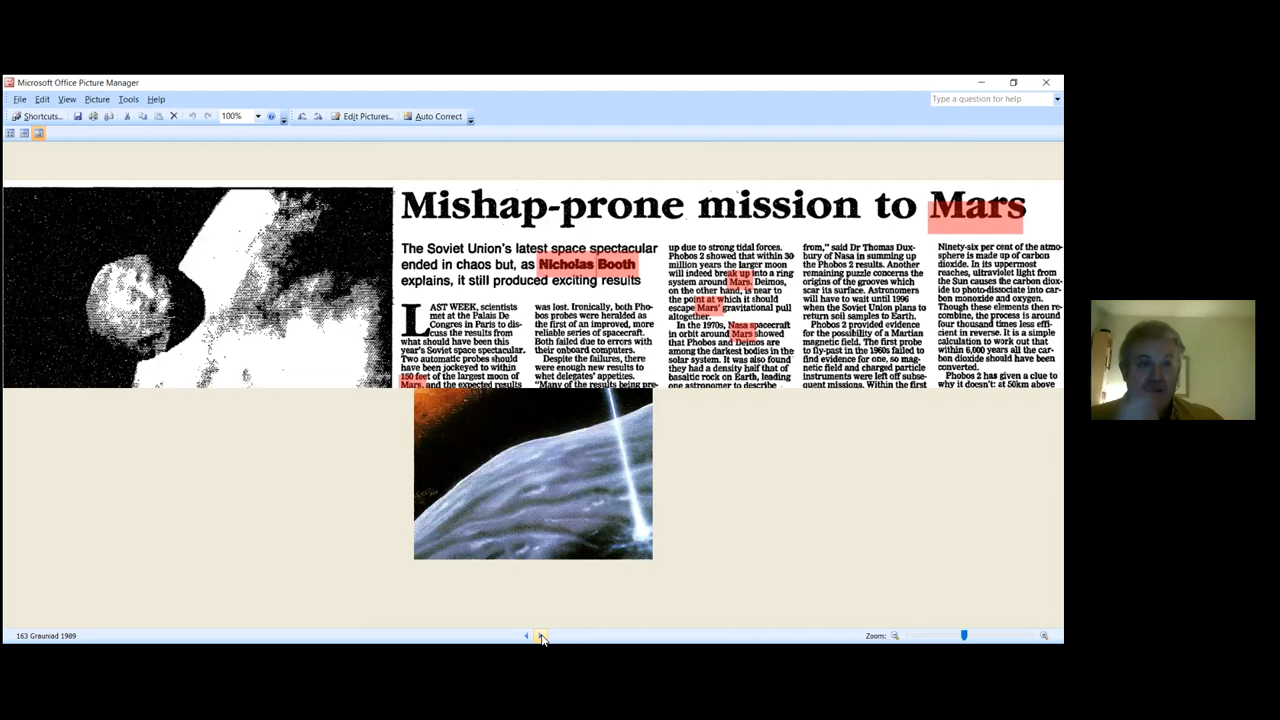 Microsoft Office Picture Manager
File Edit View Picture Tools Help
Type a question for help
Shortcuts...
100%
Edit Pictures...
Auto Correct
Mishap-prone mission to Mars
The Soviet Union's latest space spectacular
ended in chaos but, as Nicholas Booth
explains, it still produced exciting results
LAST WEEK, scientists
met at the Palais De
Congres in Paris to dis-
cuss the results from
what should have been this
year's Soviet space spectacular.
Two automatic probes should
have been jockeyed to within
150 feet of the largest moon of
Mars, and the expected results
was lost. Ironically, both Pho-
bos probes were heralded as
the first of an improved, more
reliable series of spacecraft.
Both failed due to errors with
their onboard computers.
Despite the failures, there
were enough new results to
whet delegates' appetites.
"Many of the results being pre-
up due to strong tidal forces.
Phobos 2 showed that within 30
million years the larger moon
will indeed break up into a ring
system around Mars. Deimos,
on the other hand, is near to
the point at which it should
escape Mars' gravitational pull
altogether.
In the 1970s, Nasa spacecraft
in orbit around Mars showed
that Phobos and Deimos are
among the darkest bodies in the
solar system. It was also found
they had a density half that of
basaltic rock on Earth, leading
one astronomer to describe
from," said Dr Thomas Dux-
bury of Nasa in summing up
the Phobos 2 results. Another
remaining puzzle concerns the
origins of the grooves which
scar its surface. Astronomers
will have to wait until 1996
when the Soviet Union plans to
return soil samples to Earth.
Phobos 2 provided evidence
for the possibility of a Martian
magnetic field. The first probe
to fly-past in the 1960s failed to
find evidence for one, so mag-
netic field and charged particle
instruments were left off subse-
quent missions. Within the first
Ninety-six per cent of the atmo-
sphere is made up of carbon
dioxide. In its uppermost
reaches, ultraviolet light from
the Sun causes the carbon diox-
ide to photo-dissociate into car-
bon monoxide and oxygen.
Though these elements then re-
combine, the process is around
four thousand times less effi-
cient in reverse. It is a simple
calculation to work out that
within 6,000 years all the car-
bon dioxide should have been
converted.
Phobos 2 has given a clue to
why it doesn't: at 50km above
163 Grauniad 1989
Zoom: